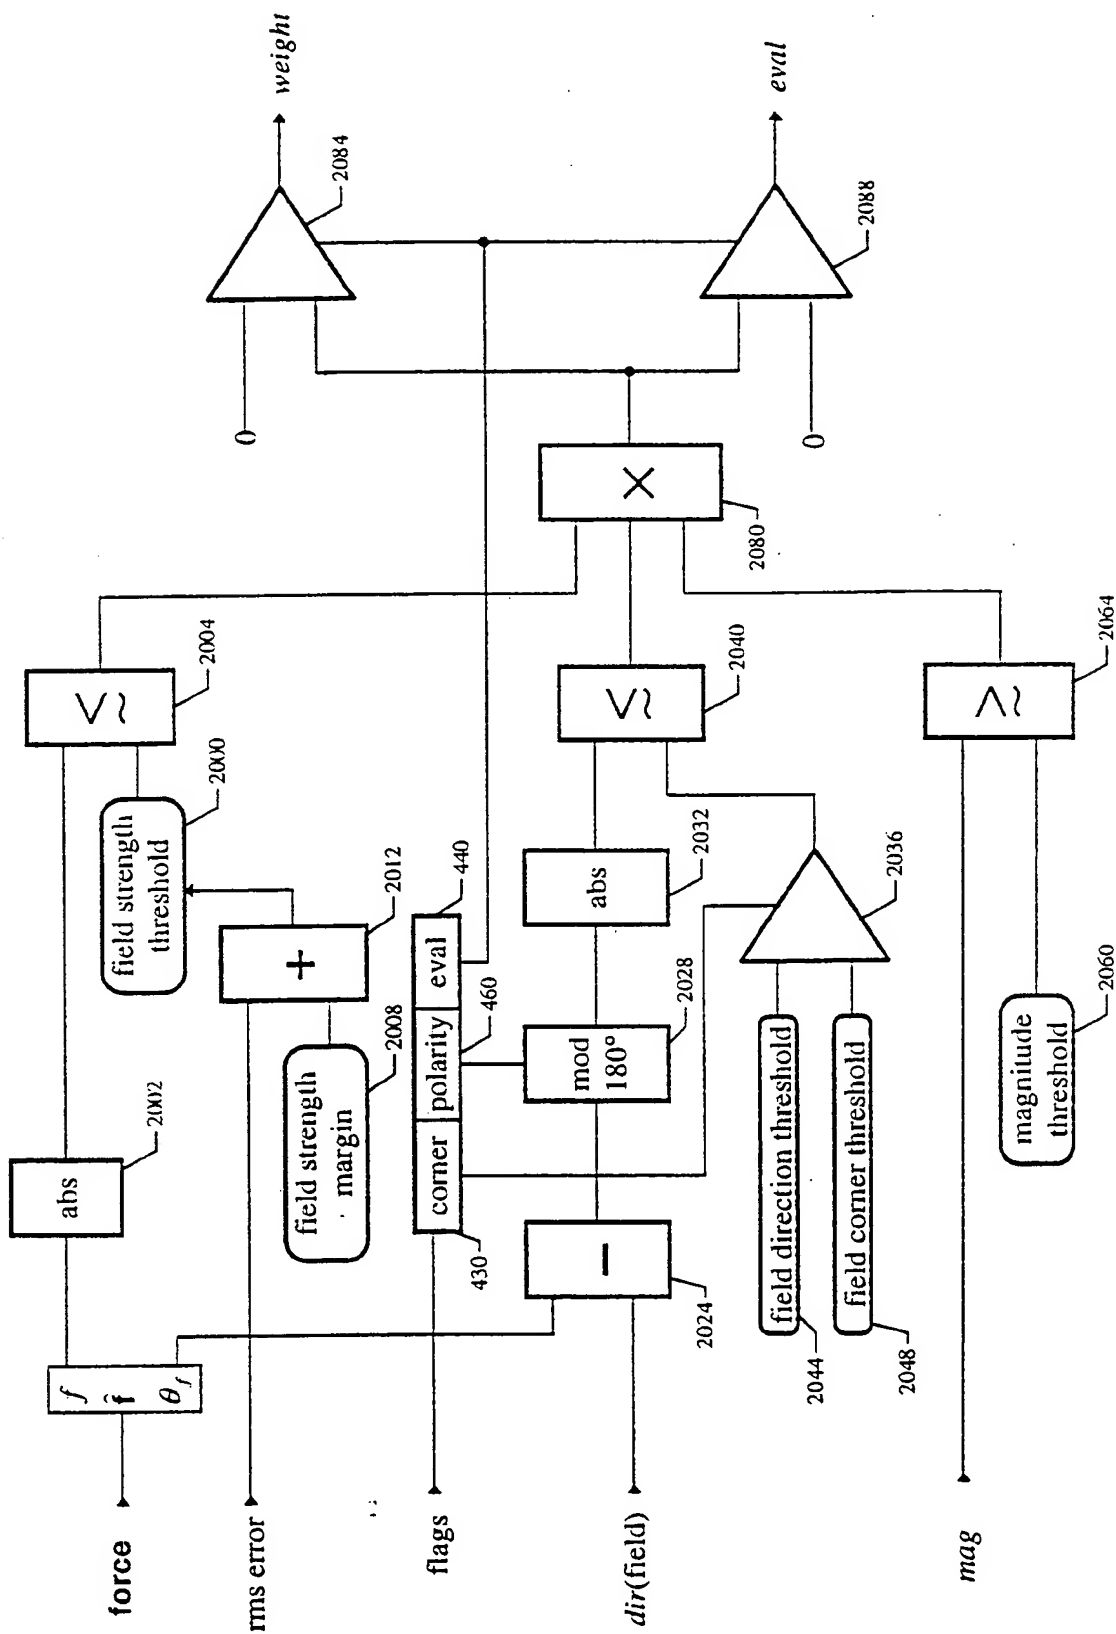 force
rms error
flags
dir(field)
mag
f
f̂
θf
abs
2002
field strength
threshold
2000
2004
+
2012
field strength
margin
2008
corner
polarity
eval
430
460
440
−
2024
mod
180°
2028
abs
2032
field direction threshold
2044
field corner threshold
2048
2036
2040
magnitude
threshold
2060
2064
×
2080
0
2084
weight
0
2088
eval